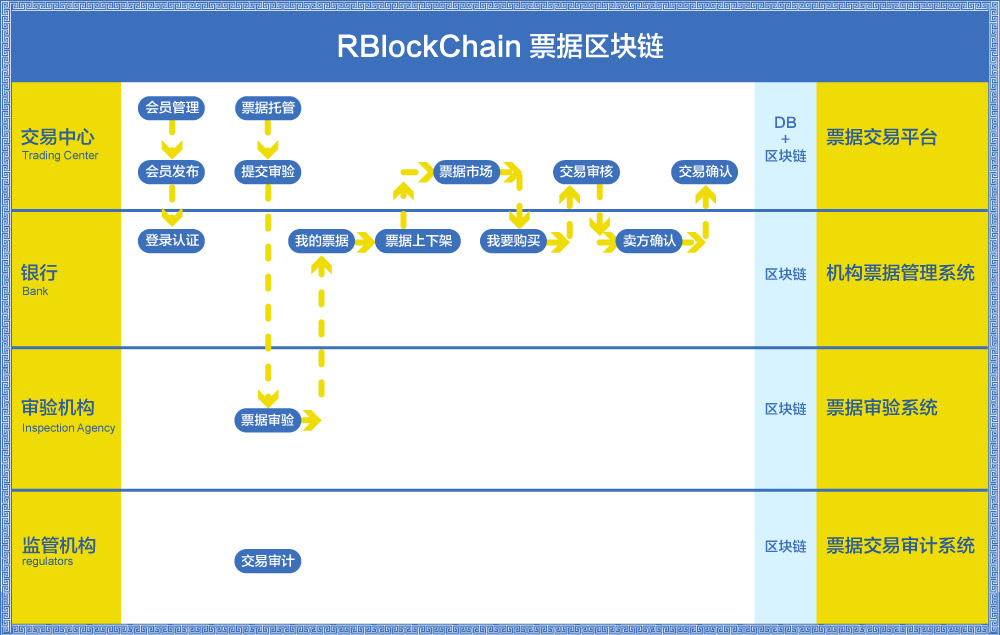 RBlockChain 票据区块链
交易中心
Trading Center
会员管理
票据托管
会员发布
提交审验
票据市场
交易审核
交易确认
DB
+
区块链
票据交易平台
银行
Bank
登录认证
我的票据
票据上下架
我要购买
卖方确认
区块链
机构票据管理系统
审验机构
Inspection Agency
票据审验
区块链
票据审验系统
监管机构
regulators
交易审计
区块链
票据交易审计系统